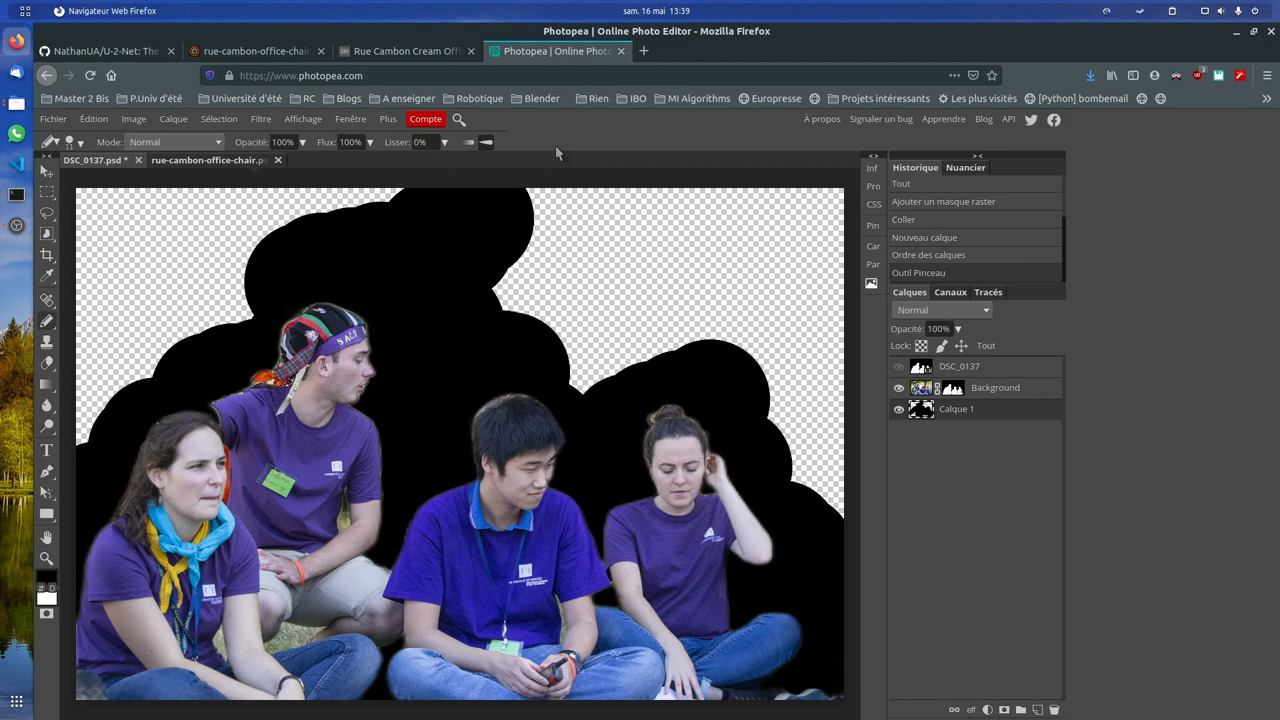 Navigateur Web Firefox
sam. 16 mai 13:39
Photopea | Online Photo Editor - Mozilla Firefox
NathanUA/U-2-Net: The
rue-cambon-office-chair.
Rue Cambon Cream Offi
Photopea | Online Photo
https://www.photopea.com
3
Master 2 Bis
P.Univ d'été
Université d'été
RC
Blogs
A enseigner
Robotique
Blender
Rien
IBO
MI Algorithms
Europresse
Projets intéressants
Les plus visités
[Python] bombemail
Fichier
Édition
Image
Calque
Sélection
Filtre
Affichage
Fenêtre
Plus
Compte
À propos
Signaler un bug
Apprendre
Blog
API
11
Mode:
Normal
Opacité:
100%
Flux:
100%
Lisser:
0%
DSC_0137.psd *
rue-cambon-office-chair.p
Inf
Pro
CSS
Pin
Car
Par
Historique
Nuancier
Tout
Ajouter un masque raster
Coller
Nouveau calque
Ordre des calques
Outil Pinceau
Calques
Canaux
Tracés
Normal
Opacité:
100%
Lock:
Tout
DSC_0137
Background
Calque 1
D
eff